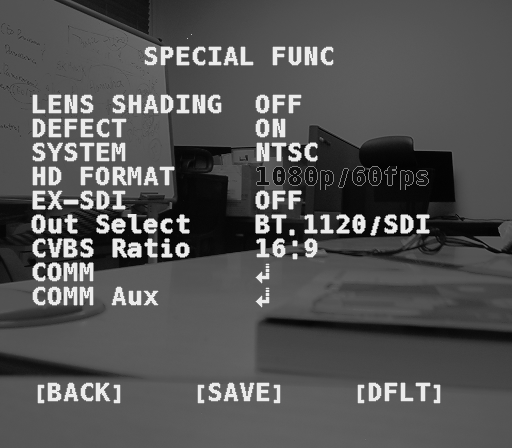 SPECIAL FUNC
LENS SHADING OFF
DEFECT ON
SYSTEM NTSC
HD FORMAT 1080p/60fps
EX-SDI OFF
Out Select BT.1120/SDI
CVBS Ratio 16:9
COMM ↲
COMM Aux ↲
[BACK] [SAVE] [DFLT]